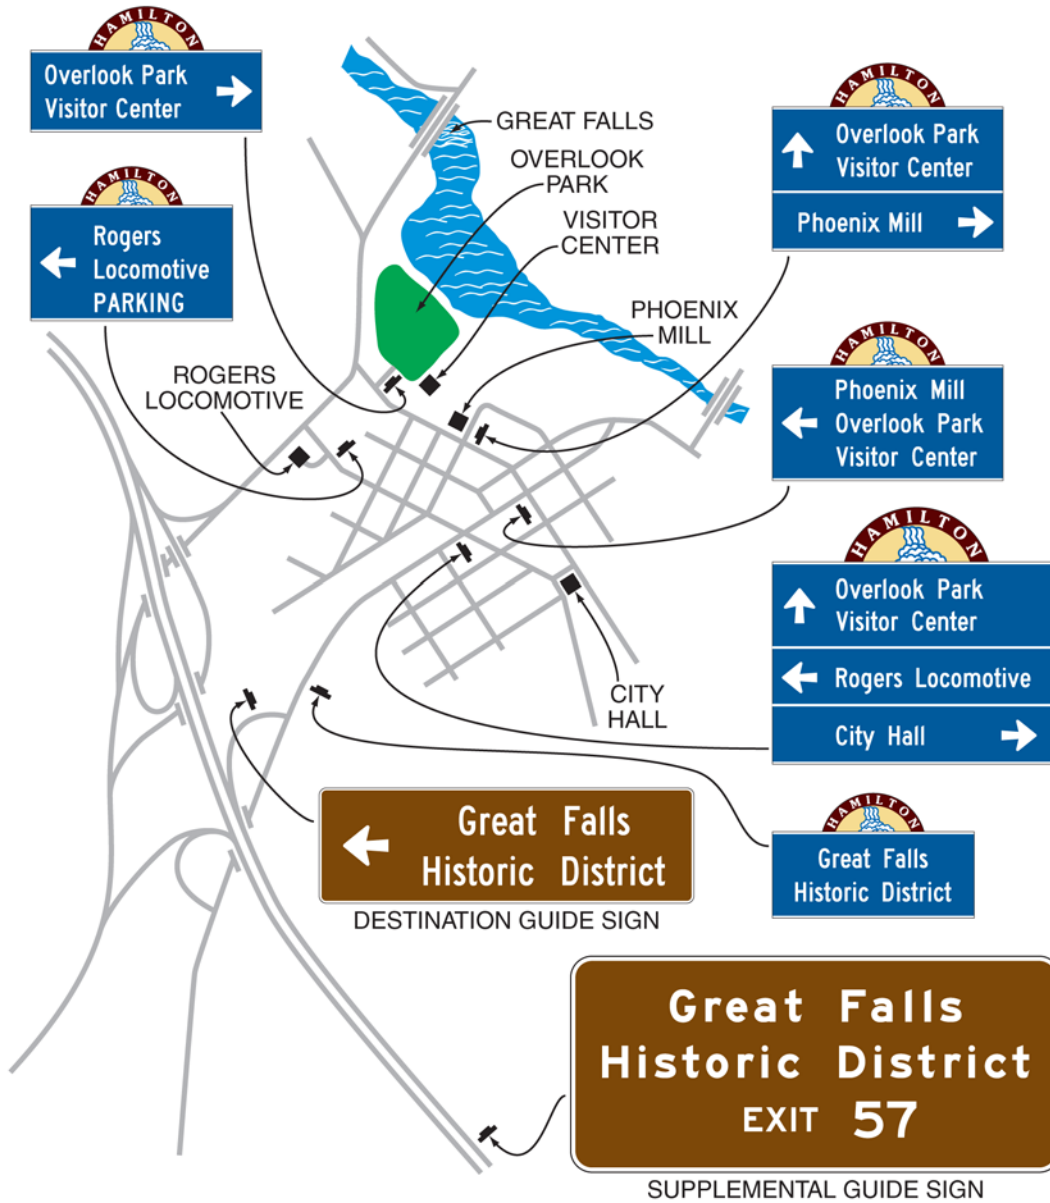 HAMILTON
Overlook Park
Visitor Center
HAMILTON
Rogers
Locomotive
PARKING
GREAT FALLS
OVERLOOK
PARK
VISITOR
CENTER
PHOENIX
MILL
ROGERS
LOCOMOTIVE
CITY
HALL
HAMILTON
Overlook Park
Visitor Center
Phoenix Mill
HAMILTON
Phoenix Mill
Overlook Park
Visitor Center
HAMILTON
Overlook Park
Visitor Center
Rogers Locomotive
City Hall
HAMILTON
Great Falls
Historic District
Great Falls
Historic District
DESTINATION GUIDE SIGN
Great Falls
Historic District
EXIT 57
SUPPLEMENTAL GUIDE SIGN